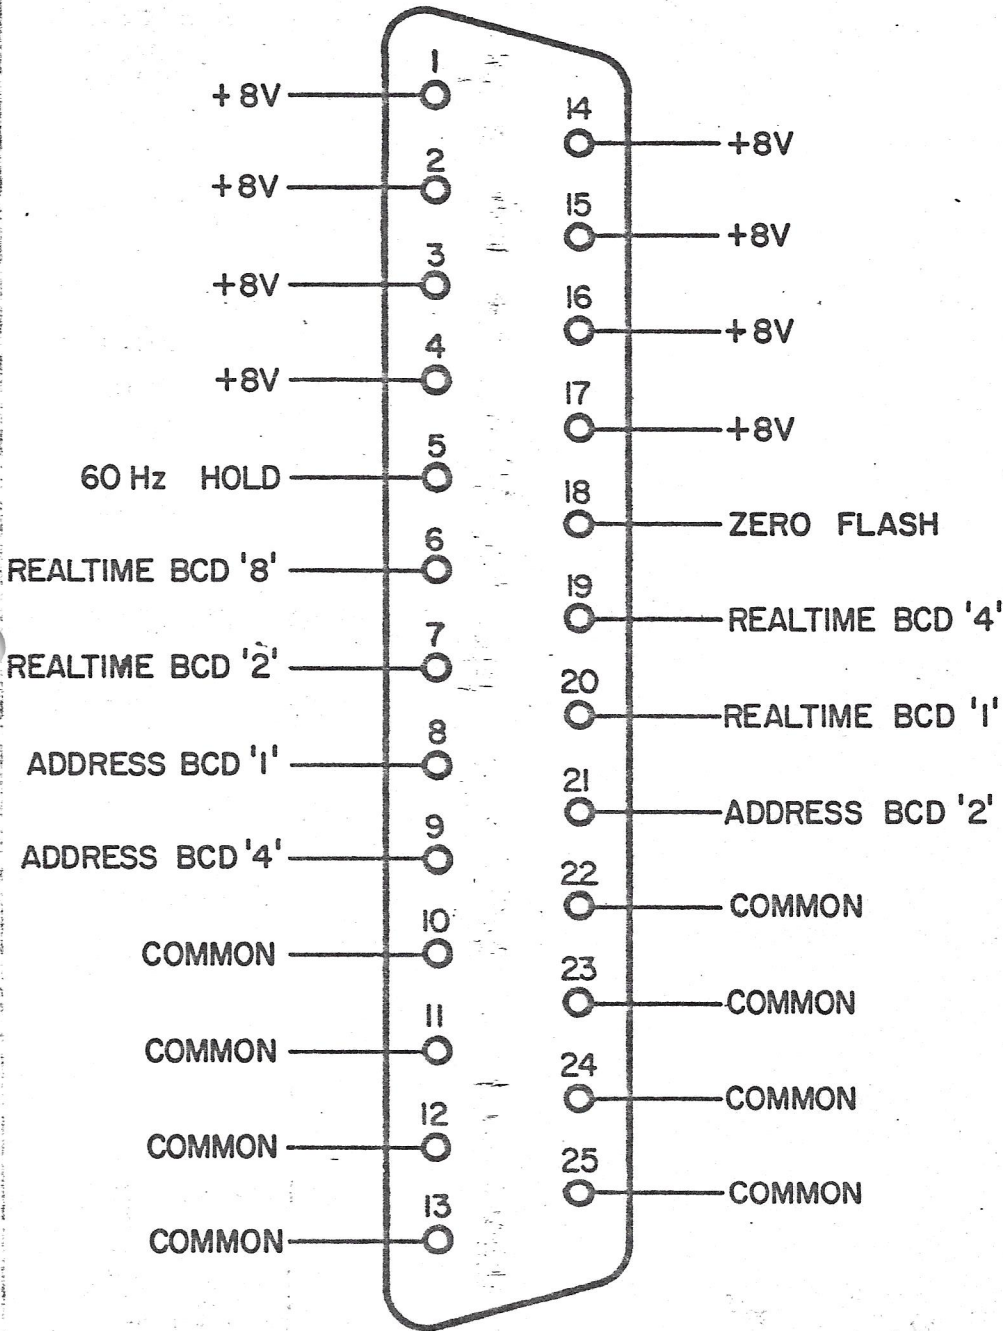 1
+8V
14
+8V
2
+8V
15
+8V
3
+8V
16
+8V
4
+8V
17
+8V
5
60 Hz HOLD
18
ZERO FLASH
6
REALTIME BCD '8'
19
REALTIME BCD '4'
7
REALTIME BCD '2'
20
REALTIME BCD '1'
8
ADDRESS BCD '1'
21
ADDRESS BCD '2'
9
ADDRESS BCD '4'
22
COMMON
10
COMMON
23
COMMON
11
COMMON
24
COMMON
12
COMMON
25
COMMON
13
COMMON